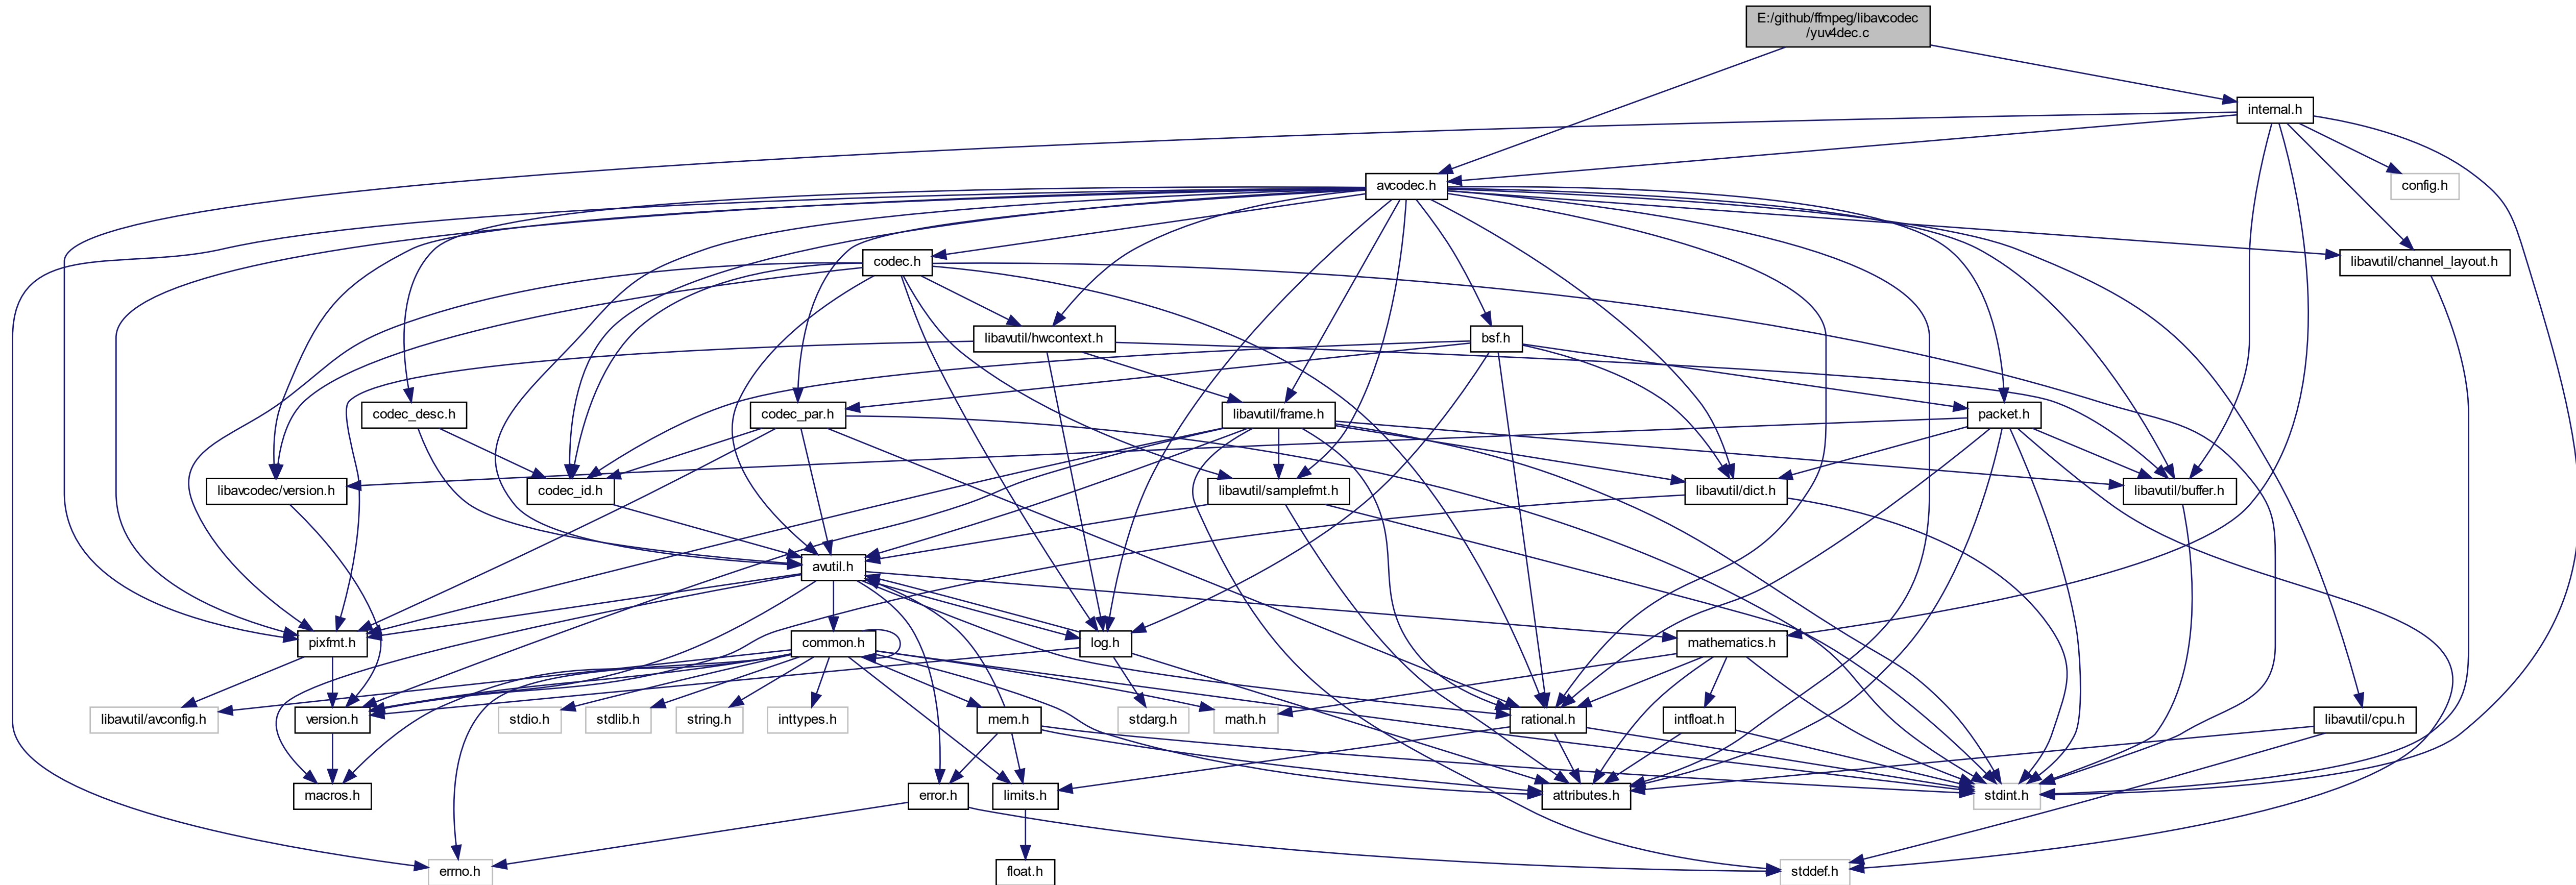 E:/github/ffmpeg/libavcodec
/yuv4dec.c
internal.h
avcodec.h
config.h
codec.h
libavutil/channel_layout.h
libavutil/hwcontext.h
bsf.h
codec_desc.h
codec_par.h
libavutil/frame.h
packet.h
libavcodec/version.h
codec_id.h
libavutil/samplefmt.h
libavutil/dict.h
libavutil/buffer.h
avutil.h
pixfmt.h
common.h
log.h
mathematics.h
libavutil/avconfig.h
version.h
stdio.h
stdlib.h
string.h
inttypes.h
mem.h
stdarg.h
math.h
rational.h
intfloat.h
libavutil/cpu.h
macros.h
error.h
limits.h
attributes.h
stdint.h
errno.h
float.h
stddef.h